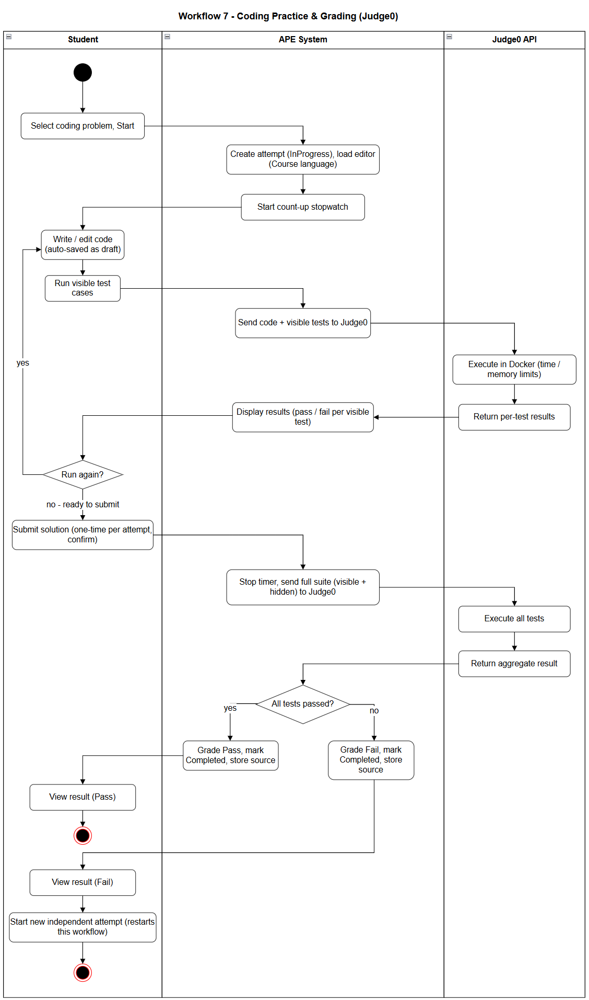 Workflow 7 - Coding Practice & Grading (Judge0)
Student
APE System
Judge0 API
Select coding problem, Start
Create attempt (InProgress), load editor
(Course language)
Start count-up stopwatch
Write / edit code
(auto-saved as draft)
Run visible test
cases
Send code + visible tests to Judge0
yes
Execute in Docker (time /
memory limits)
Display results (pass / fail per visible
test)
Return per-test results
Run again?
no - ready to submit
Submit solution (one-time per attempt,
confirm)
Stop timer, send full suite (visible +
hidden) to Judge0
Execute all tests
Return aggregate result
All tests passed?
yes
no
Grade Pass, mark
Completed, store source
Grade Fail, mark
Completed, store
source
View result (Pass)
View result (Fail)
Start new independent attempt (restarts
this workflow)